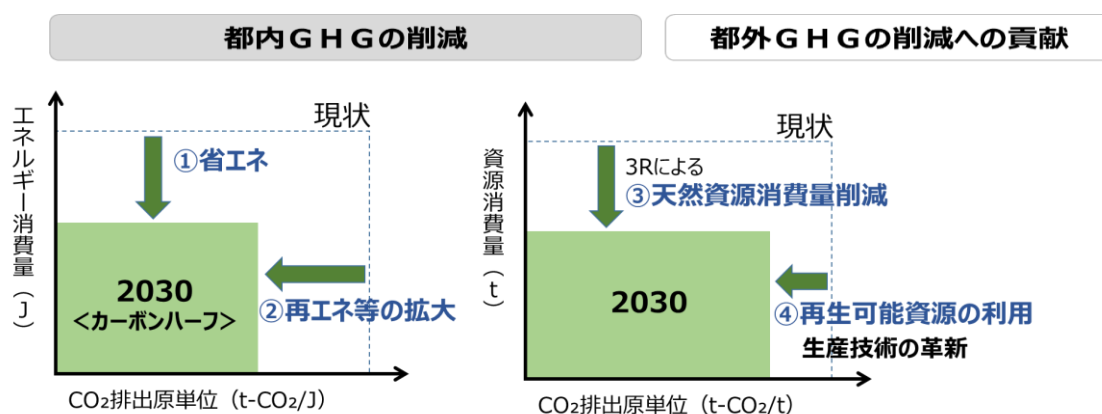 都内ＧＨＧの削減
都外ＧＨＧの削減への貢献
エネルギー消費量（J）
現状
①省エネ
2030
<カーボンハーフ>
②再エネ等の拡大
CO₂排出原単位（t-CO₂/J）
資源消費量（t）
現状
3Rによる
③天然資源消費量削減
2030
④再生可能資源の利用
生産技術の革新
CO₂排出原単位（t-CO₂/t）